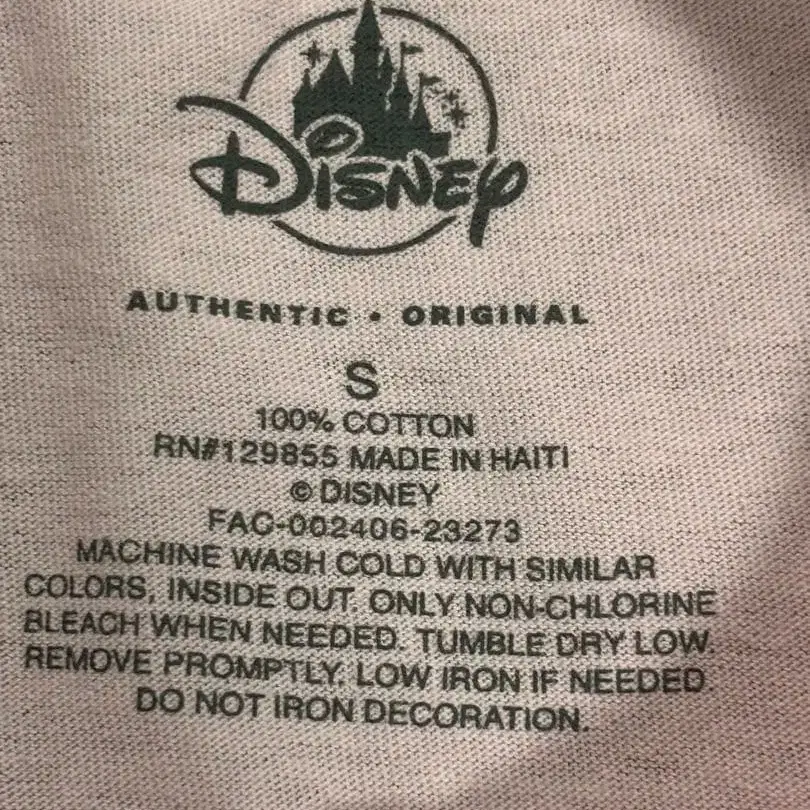 Disney
AUTHENTIC • ORIGINAL
S
100% COTTON
RN#129855 MADE IN HAITI
© DISNEY
FAC-002406-23273
MACHINE WASH COLD WITH SIMILAR
COLORS, INSIDE OUT. ONLY NON-CHLORINE
BLEACH WHEN NEEDED. TUMBLE DRY LOW.
REMOVE PROMPTLY. LOW IRON IF NEEDED.
DO NOT IRON DECORATION.